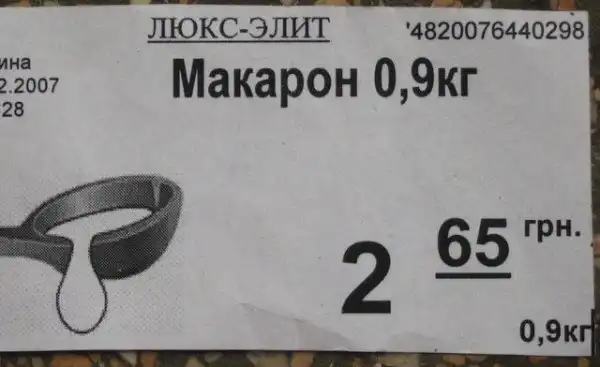 ЛЮКС-ЭЛИТ
'4820076440298
ина
2.2007
28
Макарон 0,9кг
2 65 грн.
0,9кг